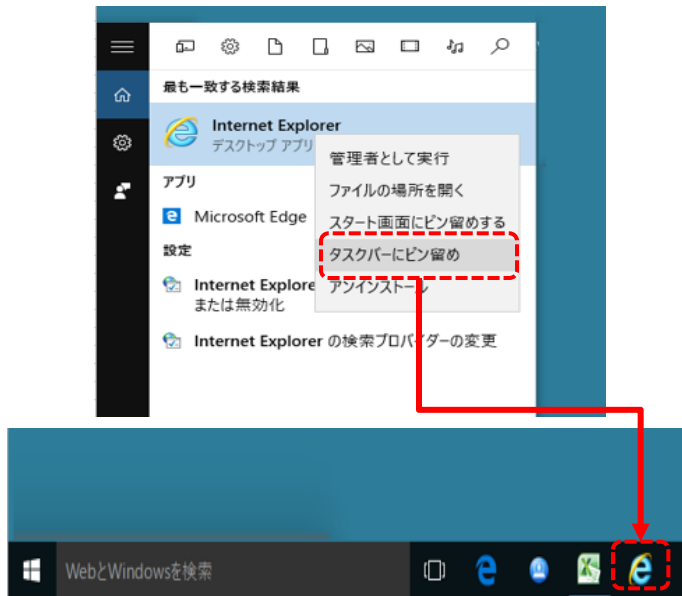 最も一致する検索結果
Internet Explorer
デスクトップ アプリ
管理者として実行
ファイルの場所を開く
スタート画面にピン留めする
タスクバーにピン留め
アンインストール
アプリ
Microsoft Edge
設定
Internet Explore
または無効化
Internet Explorer の検索プロバイダーの変更
WebとWindowsを検索